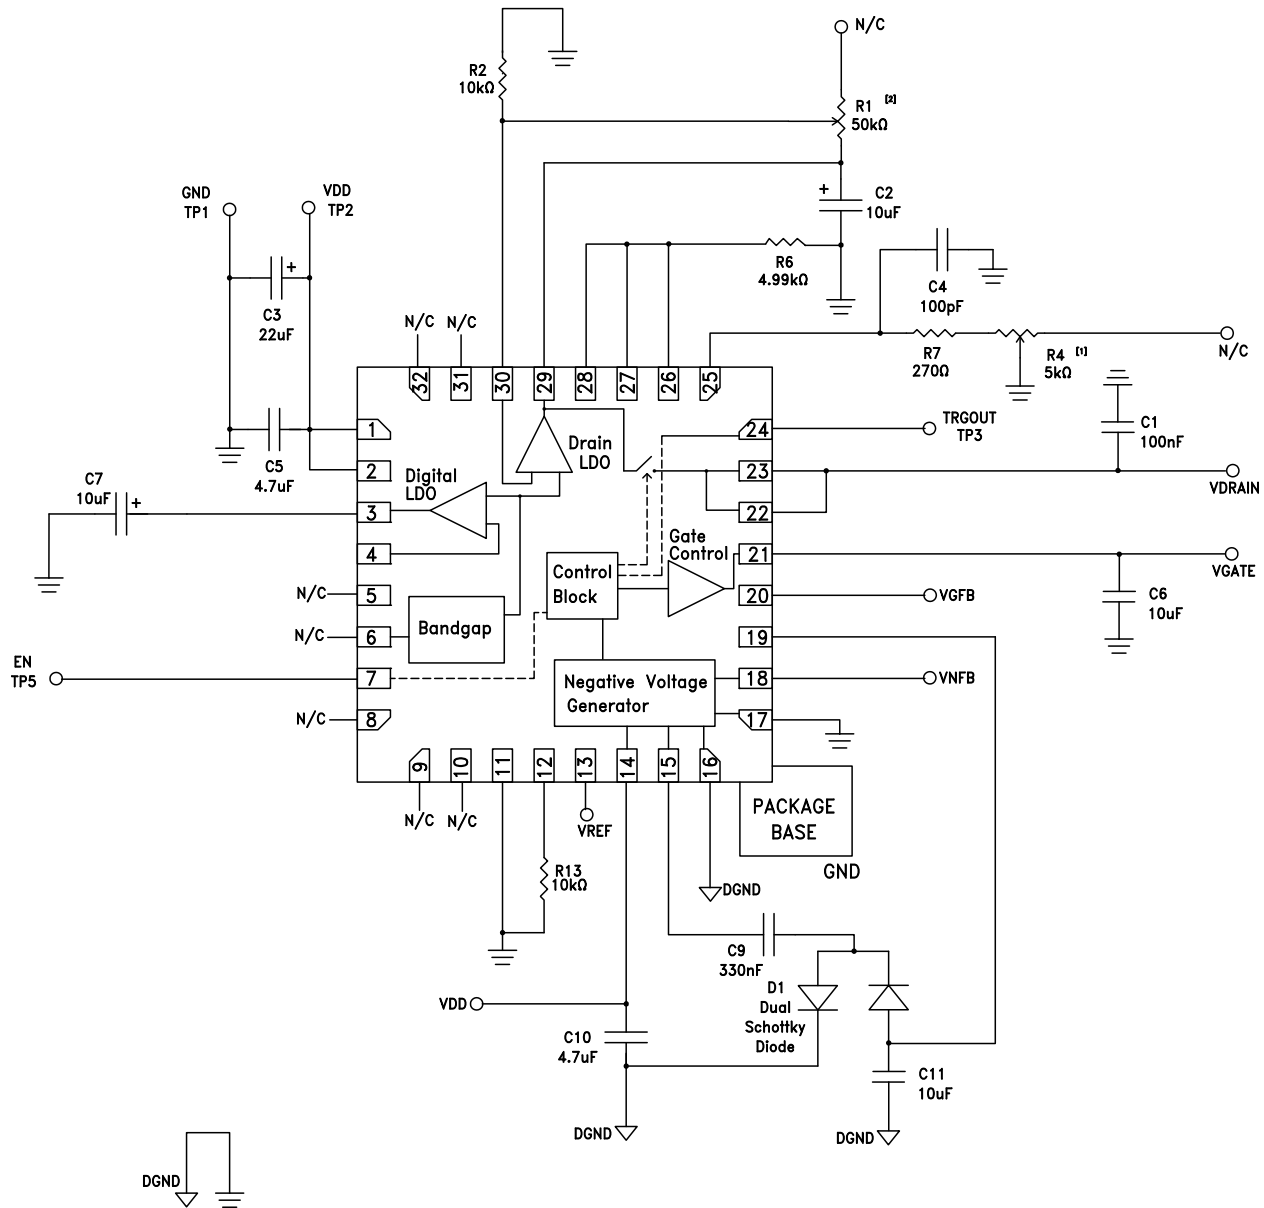 N/C
R2
10kΩ
R1 [2]
50kΩ
GND
TP1
VDD
TP2
+
C2
10uF
R6
4.99kΩ
C4
100pF
+
C3
22uF
N/C
N/C
R7
270Ω
R4 [1]
5kΩ
N/C
32
31
30
29
28
27
26
25
C1
100nF
TRGOUT
TP3
1
24
Drain
LDO
C5
4.7uF
2
23
Digital
LDO
VDRAIN
C7
10uF
+
3
22
Gate
Control
4
21
VGATE
Control
Block
N/C
5
20
VGFB
C6
10uF
Bandgap
N/C
6
19
EN
TP5
7
18
VNFB
Negative Voltage
Generator
N/C
8
17
9
10
11
12
13
14
15
16
N/C
N/C
VREF
PACKAGE
BASE
GND
R13
10kΩ
DGND
C9
330nF
D1
Dual
Schottky
Diode
VDD
C10
4.7uF
C11
10uF
DGND
DGND
DGND